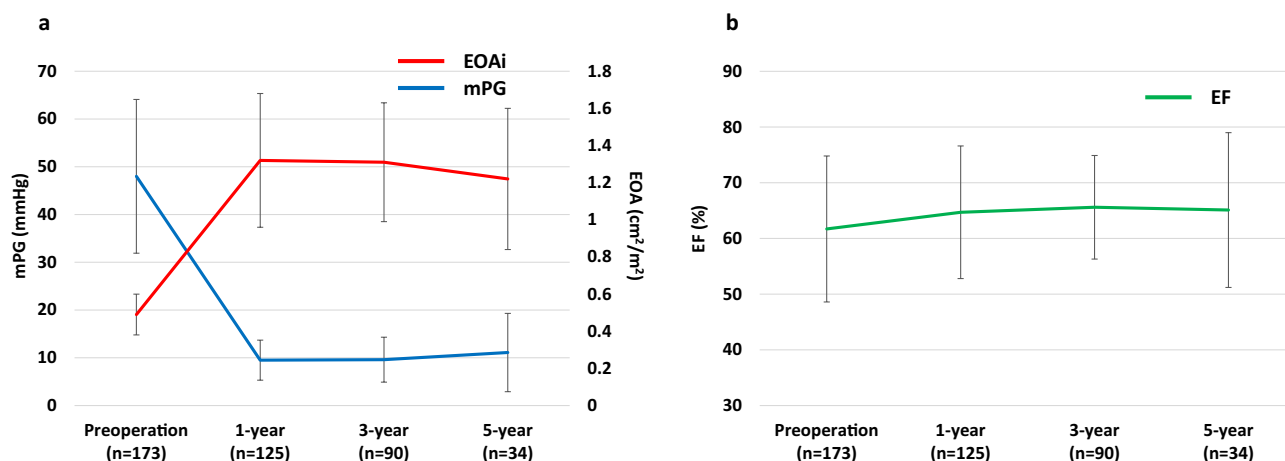 a
EOAi
mPG
mPG (mmHg)
70
60
50
40
30
20
10
0
1.8
1.6
1.4
1.2
1
0.8
0.6
0.4
0.2
0
EOA (cm²/m²)
Preoperation 1-year 3-year 5-year
(n=173) (n=125) (n=90) (n=34)
b
EF
EF (%)
90
80
70
60
50
40
30
Preoperation 1-year 3-year 5-year
(n=173) (n=125) (n=90) (n=34)